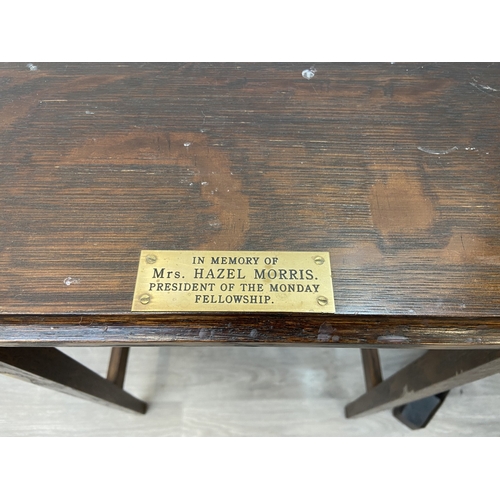 IN MEMORY OF
Mrs. HAZEL MORRIS.
PRESIDENT OF THE MONDAY
FELLOWSHIP.